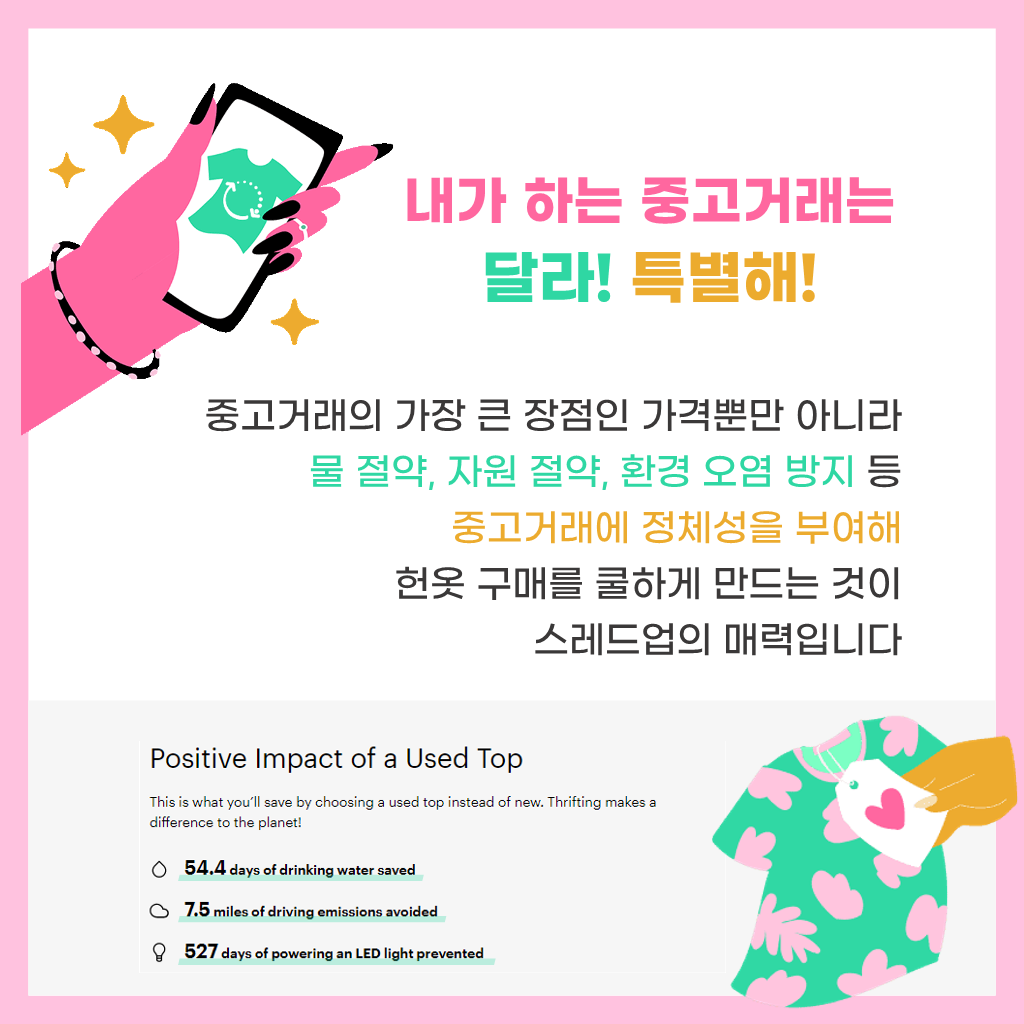 내가 하는 중고거래는
달라! 특별해!
중고거래의 가장 큰 장점인 가격뿐만 아니라
물 절약, 자원 절약, 환경 오염 방지 등
중고거래에 정체성을 부여해
헌옷 구매를 쿨하게 만드는 것이
스레드업의 매력입니다
Positive Impact of a Used Top
This is what you'll save by choosing a used top instead of new. Thrifting makes a
difference to the planet!
54.4 days of drinking water saved
7.5 miles of driving emissions avoided
527 days of powering an LED light prevented